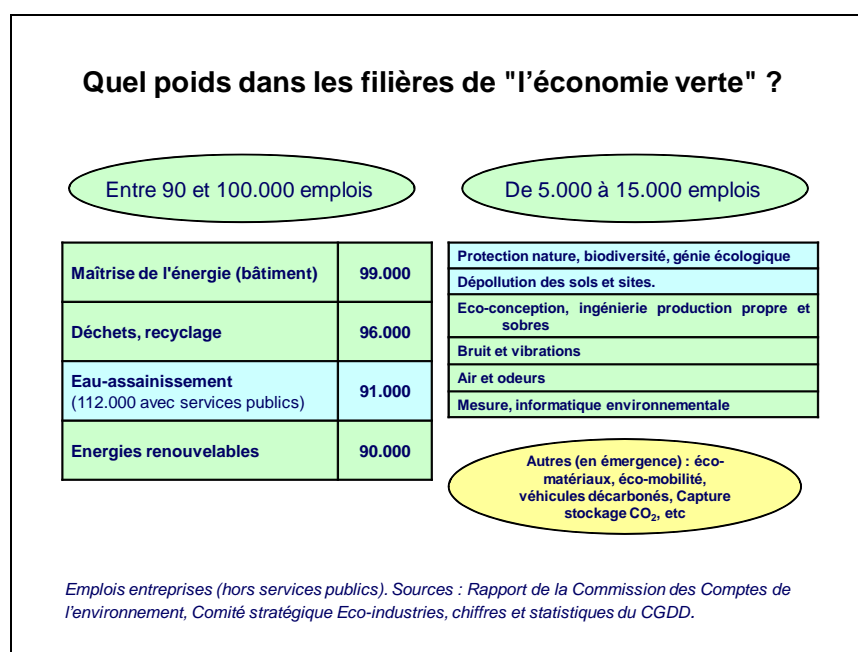 Quel poids dans les filières de "l'économie verte" ?
Entre 90 et 100.000 emplois
Maîtrise de l'énergie (bâtiment) 99.000
Déchets, recyclage 96.000
Eau-assainissement
(112.000 avec services publics) 91.000
Energies renouvelables 90.000
De 5.000 à 15.000 emplois
Protection nature, biodiversité, génie écologique
Dépollution des sols et sites.
Eco-conception, ingénierie production propre et
sobres
Bruit et vibrations
Air et odeurs
Mesure, informatique environnementale
Autres (en émergence) : éco-
matériaux, éco-mobilité,
véhicules décarbonés, Capture
stockage CO₂, etc
Emplois entreprises (hors services publics). Sources : Rapport de la Commission des Comptes de
l'environnement, Comité stratégique Eco-industries, chiffres et statistiques du CGDD.